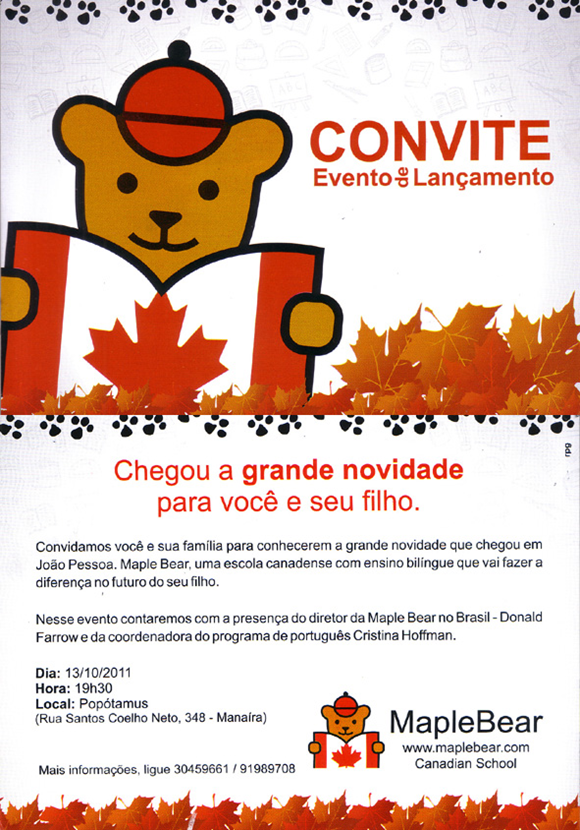 CONVITE
Evento de Lançamento
Chegou a grande novidade
para você e seu filho.
Convidamos você e sua família para conhecerem a grande novidade que chegou em
João Pessoa. Maple Bear, uma escola canadense com ensino bilíngue que vai fazer a
diferença no futuro do seu filho.
Nesse evento contaremos com a presença do diretor da Maple Bear no Brasil - Donald
Farrow e da coordenadora do programa de português Cristina Hoffman.
Dia: 13/10/2011
Hora: 19h30
Local: Popótamus
(Rua Santos Coelho Neto, 348 - Manaíra)
Mais informações, ligue 30459661 / 91989708
MapleBear
www.maplebear.com
Canadian School